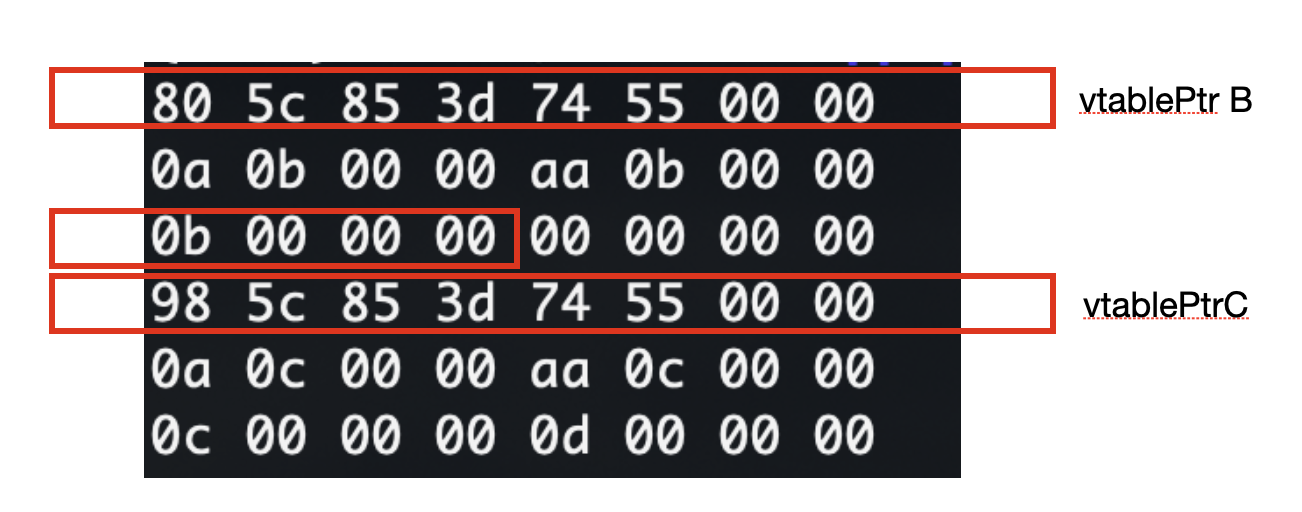 80 5c 85 3d 74 55 00 00 vtablePtr B
0a 0b 00 00 aa 0b 00 00
0b 00 00 00 00 00 00 00
98 5c 85 3d 74 55 00 00 vtablePtrC
0a 0c 00 00 aa 0c 00 00
0c 00 00 00 0d 00 00 00